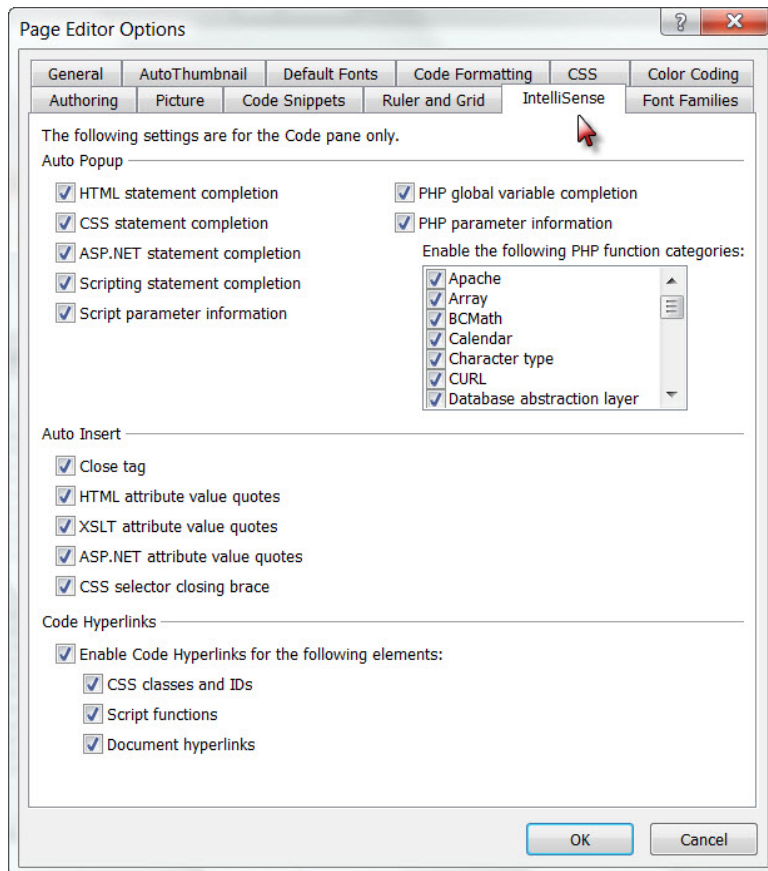 Page Editor Options
?
General AutoThumbnail Default Fonts Code Formatting CSS Color Coding
Authoring Picture Code Snippets Ruler and Grid IntelliSense Font Families
The following settings are for the Code pane only.
Auto Popup
HTML statement completion
CSS statement completion
ASP.NET statement completion
Scripting statement completion
Script parameter information
PHP global variable completion
PHP parameter information
Enable the following PHP function categories:
Apache
Array
BCMath
Calendar
Character type
CURL
Database abstraction layer
Auto Insert
Close tag
HTML attribute value quotes
XSLT attribute value quotes
ASP.NET attribute value quotes
CSS selector closing brace
Code Hyperlinks
Enable Code Hyperlinks for the following elements:
CSS classes and IDs
Script functions
Document hyperlinks
OK Cancel